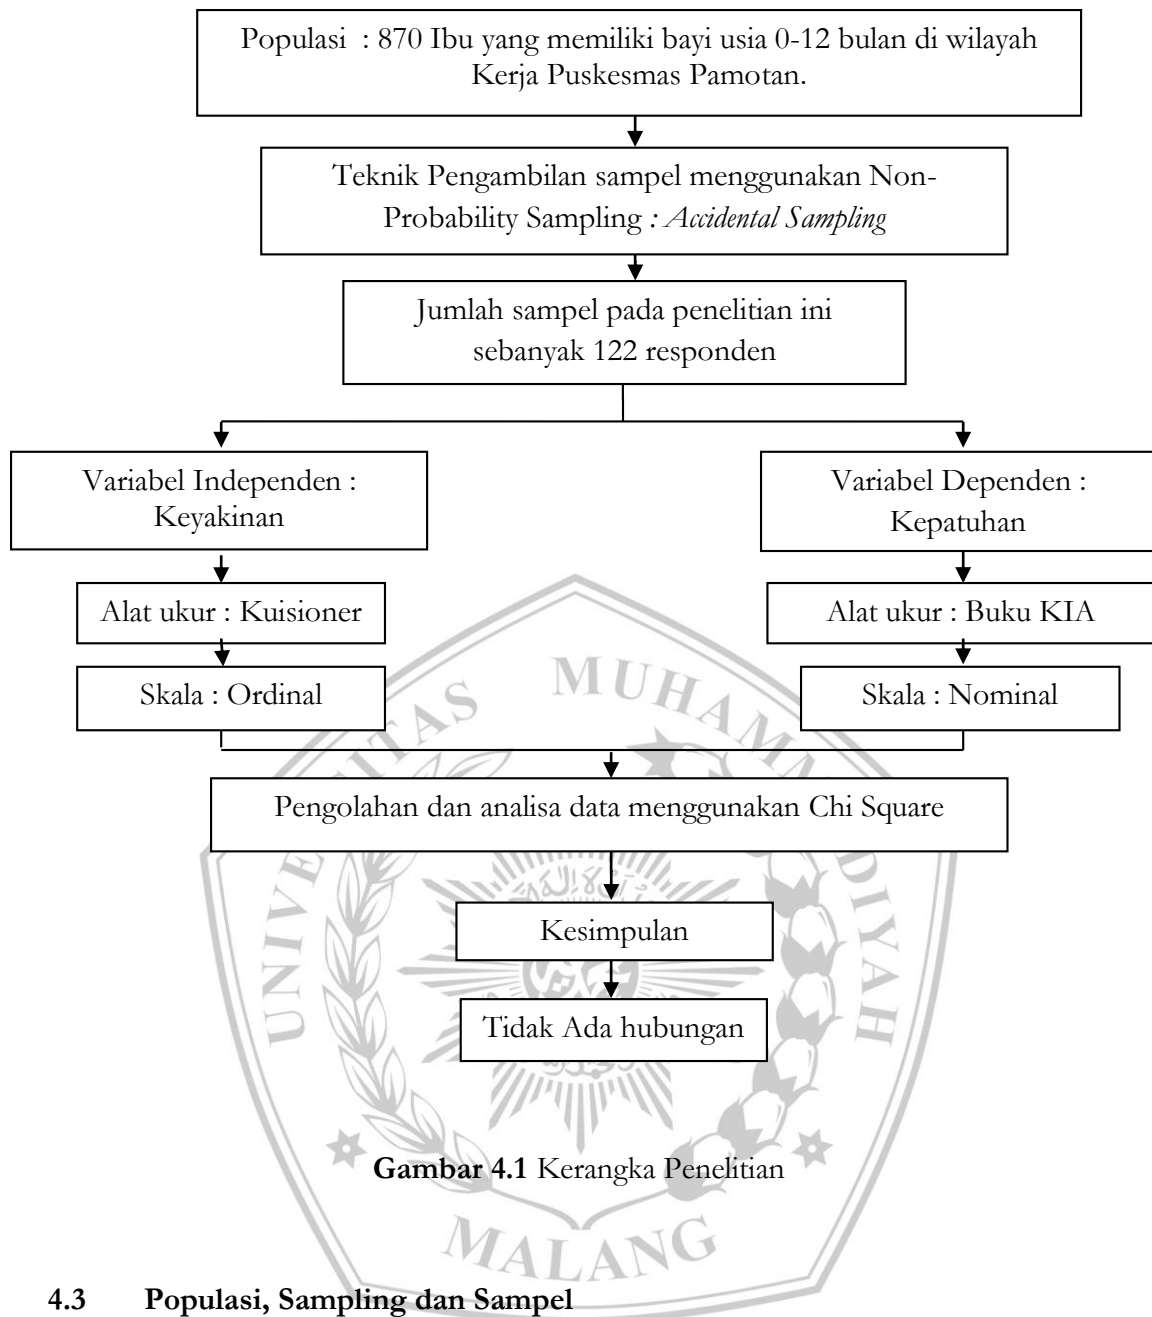 Populasi : 870 Ibu yang memiliki bayi usia 0-12 bulan di wilayah
Kerja Puskesmas Pamotan.
Teknik Pengambilan sampel menggunakan Non-
Probability Sampling : Accidental Sampling
Jumlah sampel pada penelitian ini
sebanyak 122 responden
Variabel Independen :
Keyakinan
Variabel Dependen :
Kepatuhan
Alat ukur : Kuisioner
Alat ukur : Buku KIA
Skala : Ordinal
Skala : Nominal
Pengolahan dan analisa data menggunakan Chi Square
Kesimpulan
Tidak Ada hubungan
Gambar 4.1 Kerangka Penelitian
MALANG
4.3 Populasi, Sampling dan Sampel